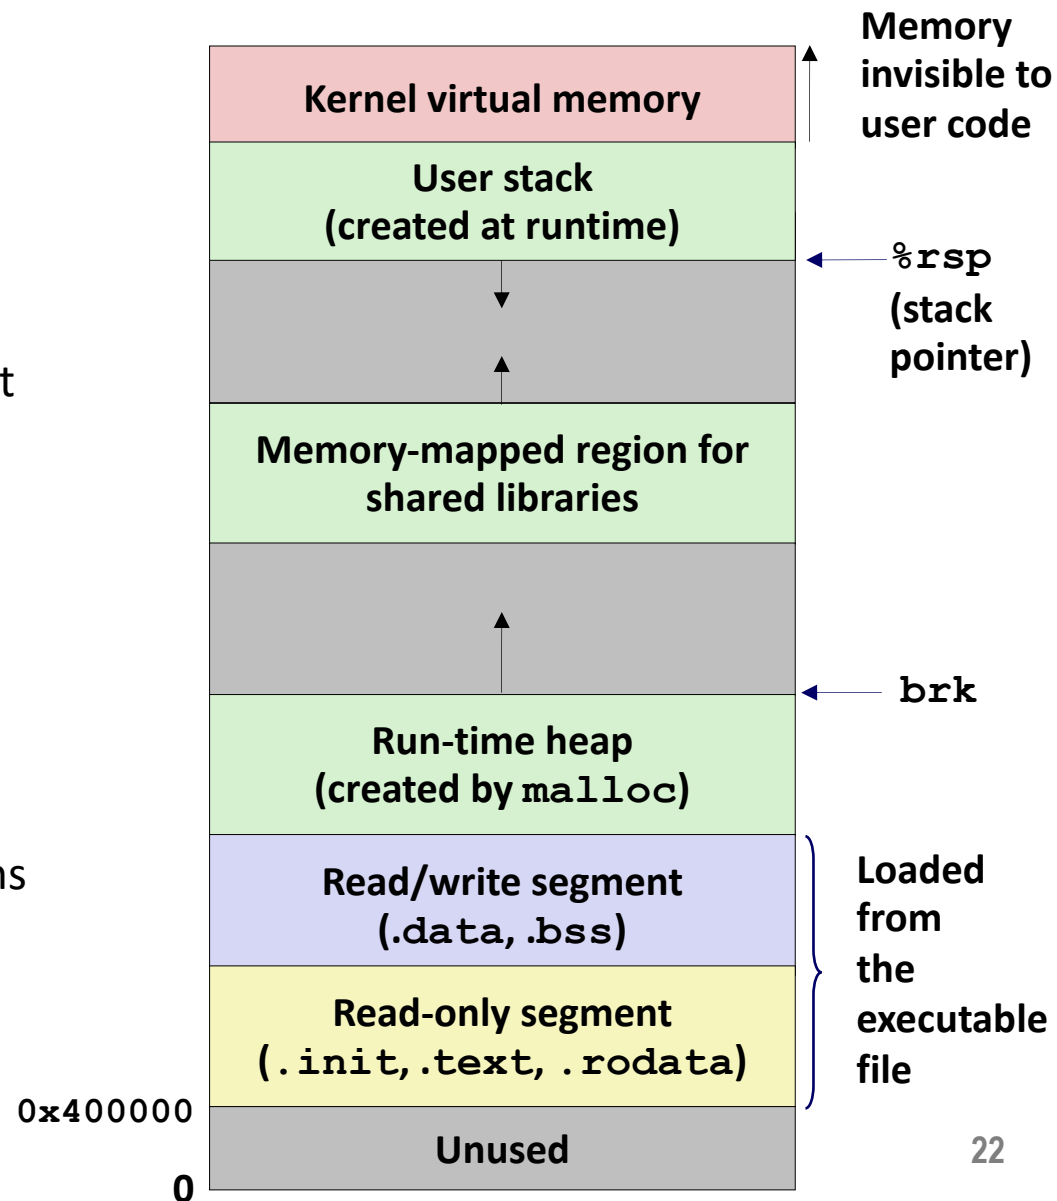 Memory
invisible to
user code
Kernel virtual memory
User stack
(created at runtime)
%rsp
(stack
pointer)
t
Memory-mapped region for
shared libraries
brk
Run-time heap
(created by malloc)
ns
Read/write segment
(.data, .bss)
Loaded
from
the
executable
file
Read-only segment
(.init, .text, .rodata)
0x400000
Unused
22
0